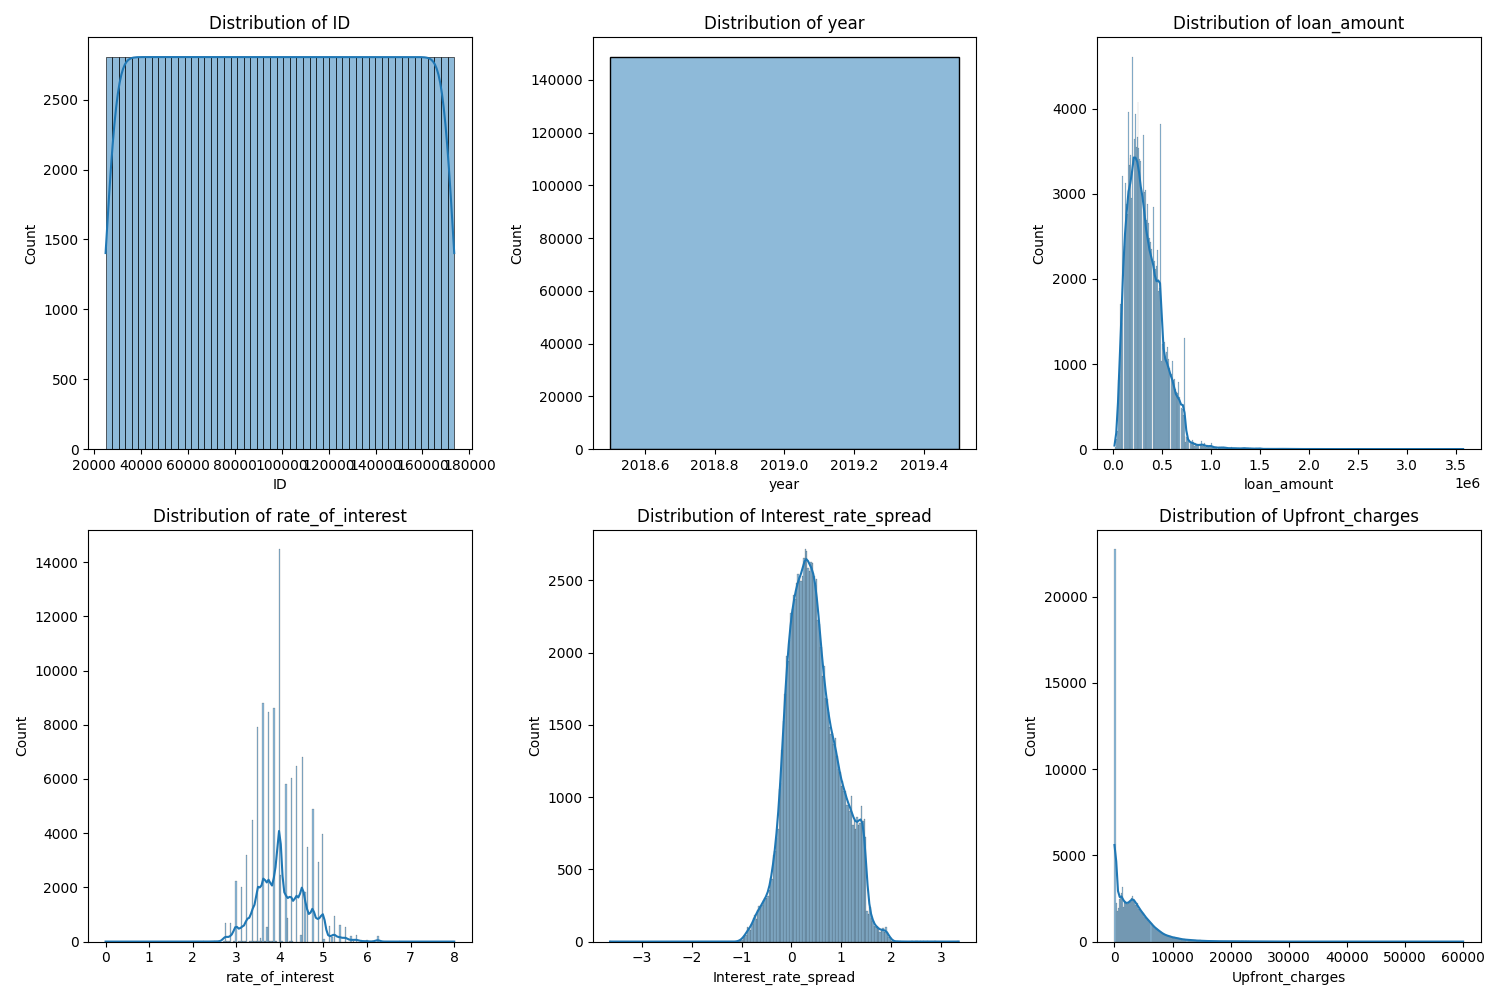 Distribution of ID
Count
2500
2000
1500
1000
500
0
20000 40000 60000 80000 100000 120000 140000 160000 180000
ID
Distribution of year
Count
140000
120000
100000
80000
60000
40000
20000
0
2018.6 2018.8 2019.0 2019.2 2019.4
year
Distribution of loan_amount
Count
4000
3000
2000
1000
0
0.0 0.5 1.0 1.5 2.0 2.5 3.0 3.5
1e6
loan_amount
Distribution of rate_of_interest
Count
14000
12000
10000
8000
6000
4000
2000
0
0 1 2 3 4 5 6 7 8
rate_of_interest
Distribution of Interest_rate_spread
Count
2500
2000
1500
1000
500
0
−3 −2 −1 0 1 2 3
Interest_rate_spread
Distribution of Upfront_charges
Count
20000
15000
10000
5000
0
0 10000 20000 30000 40000 50000 60000
Upfront_charges